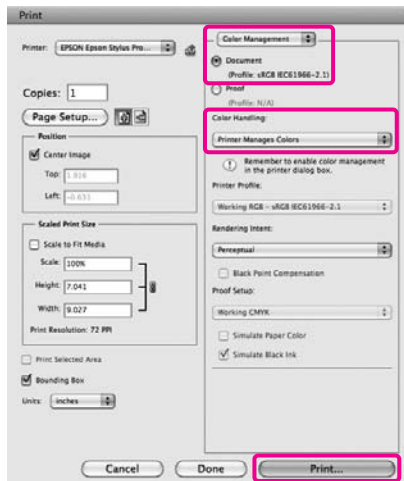 Print
Printer: EPSON Epson Stylus Pro...
Copies: 1
Page Setup...
Position
Center Image
Top: 1.916
Left: -0.633
Scaled Print Size
Scale to Fit Media
Scale: 100%
Height: 7.041
Width: 9.027
Print Resolution: 72 PPI
Print Selected Area
Bounding Box
Units: inches
Color Management
Document
(Profile: sRGB IEC61966-2.1)
Proof
(Profile: N/A)
Color Handling:
Printer Manages Colors
Remember to enable color management
in the printer dialog box.
Printer Profile:
Working RGB - sRGB IEC61966-2.1
Rendering Intent:
Perceptual
Black Point Compensation
Proof Setup:
Working CMYK
Simulate Paper Color
Simulate Black Ink
Cancel
Done
Print...